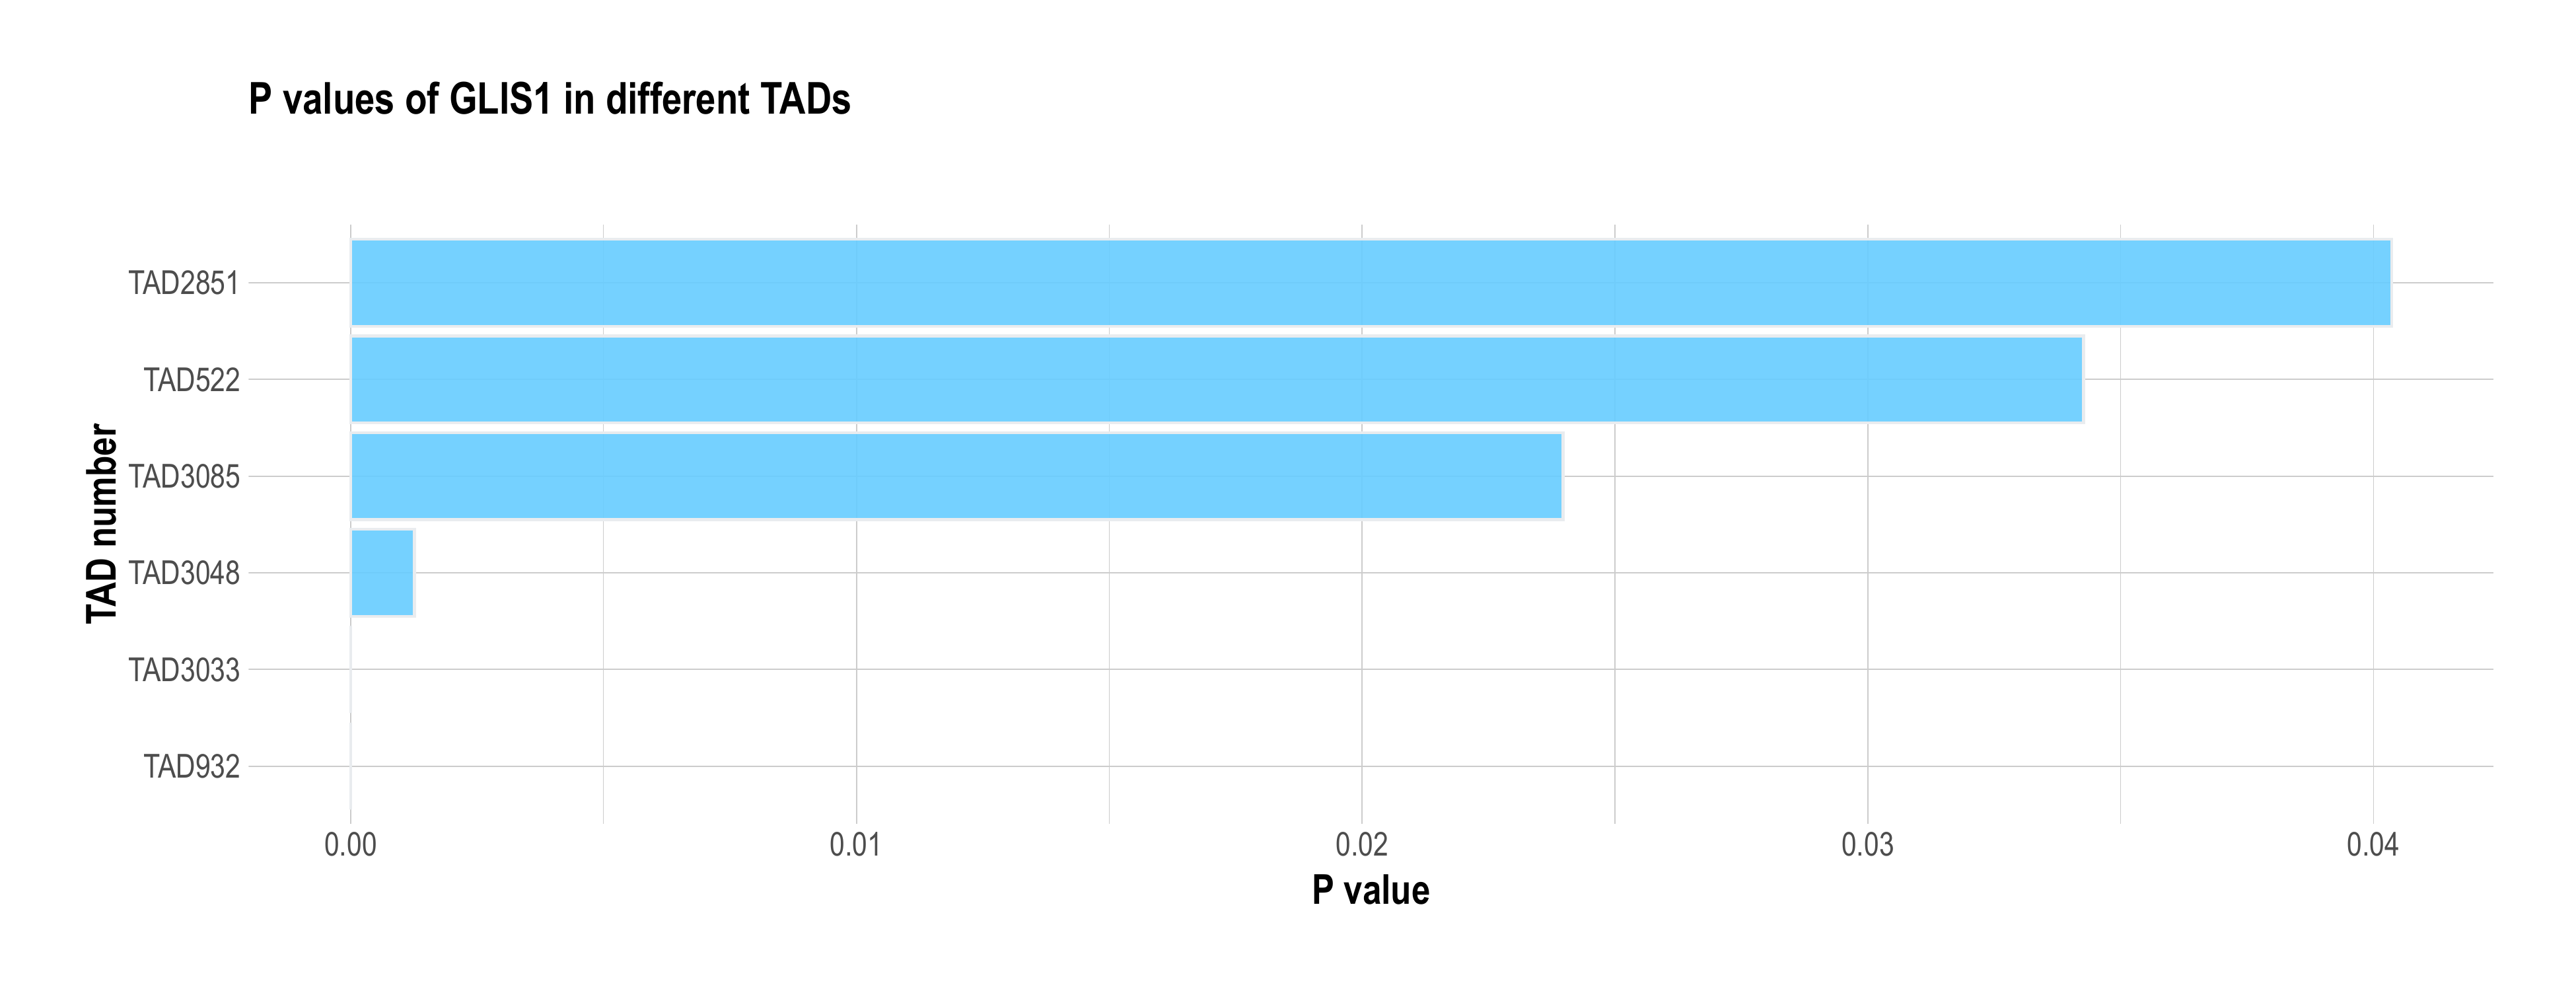 P values of GLIS1 in different TADs
TAD number
TAD2851
TAD522
TAD3085
TAD3048
TAD3033
TAD932
0.00 0.01 0.02 0.03 0.04
P value